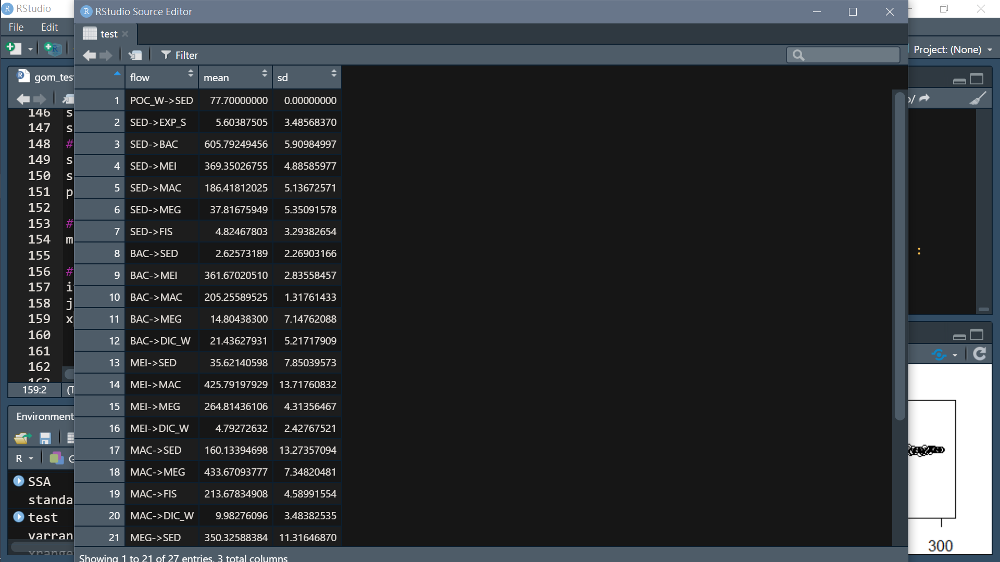 RStudio
RStudio Source Editor
File Edit
test
Filter
Project: (None)
gom_tes
flow mean sd
1 POC_W->SED 77.70000000 0.00000000
2 SED->EXP_S 5.60387505 3.48568370
3 SED->BAC 605.79249456 5.90984997
4 SED->MEI 369.35026755 4.88585977
5 SED->MAC 186.41812025 5.13672571
6 SED->MEG 37.81675949 5.35091578
7 SED->FIS 4.82467803 3.29382654
8 BAC->SED 2.62573189 2.26903166
9 BAC->MEI 361.67020510 2.83558457
10 BAC->MAC 205.25589525 1.31761433
11 BAC->MEG 14.80438300 7.14762088
12 BAC->DIC_W 21.43627931 5.21717909
13 MEI->SED 35.62140598 7.85039573
14 MEI->MAC 425.79197929 13.71760832
15 MEI->MEG 264.81436106 4.31356467
16 MEI->DIC_W 4.79272632 2.42767521
17 MAC->SED 160.13394698 13.27357094
18 MAC->MEG 433.67093777 7.34820481
19 MAC->FIS 213.67834908 4.58991554
20 MAC->DIC_W 9.98276096 3.48382535
21 MEG->SED 350.32588384 11.31646870
Showing 1 to 21 of 27 entries, 3 total columns
146 s
147 s
148 #
149 s
150 s
151 p
152
153 #
154 m
155
156 #
157 i
158 j
159 x
160
161
162
163
159:2 (T
Environment
R G
SSA
standa
test
varran
xrange
/
:
300